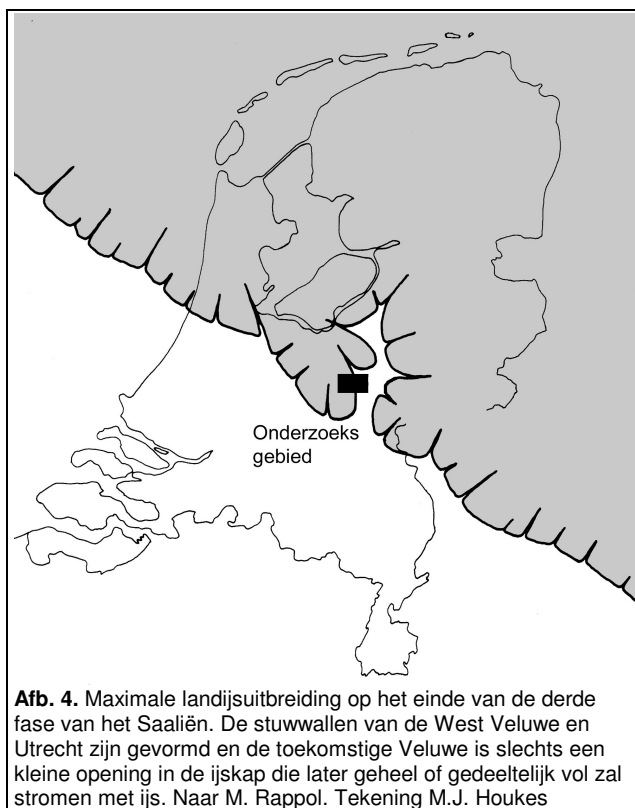 Onderzoeks
gebied
Afb. 4. Maximale landijsuitbreiding op het einde van de derde
fase van het Saaliën. De stuwwallen van de West Veluwe en
Utrecht zijn gevormd en de toekomstige Veluwe is slechts een
kleine opening in de ijskap die later geheel of gedeeltelijk vol zal
stromen met ijs. Naar M. Rappol. Tekening M.J. Houkes